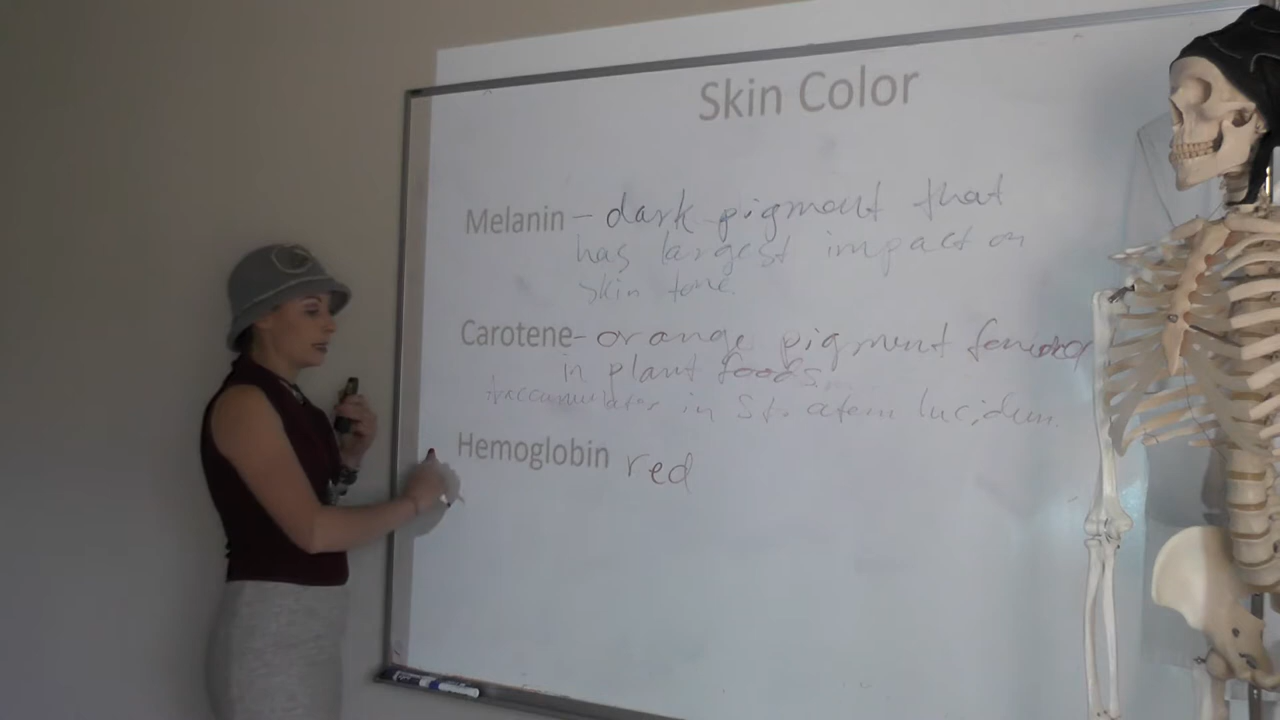 Skin Color
Melanin – dark pigment that
has largest impact on
skin tone.
Carotene- orange pigment found
in plant foods.
accumulates in Stratum lucidum.
Hemoglobin red